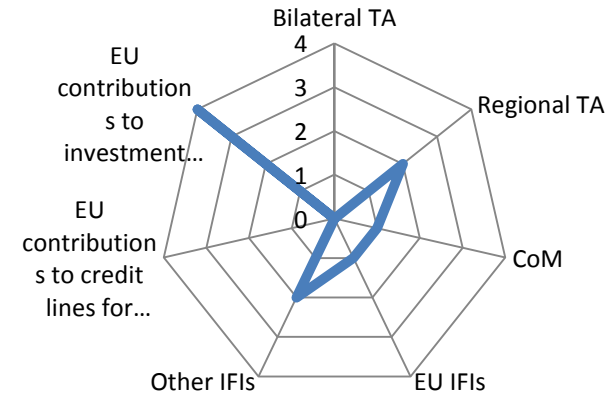 Bilateral TA
4
3
2
1
0
EU
contribution
s to
investment...
Regional TA
EU
contribution
s to credit
lines for...
CoM
Other IFIs
EU IFIs